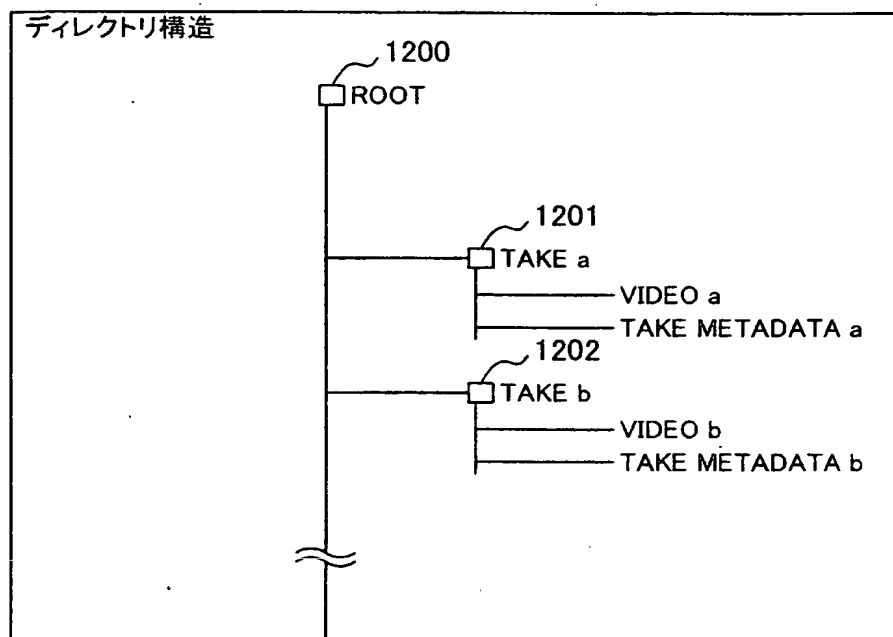 ディレクトリ構造
1200
ROOT
1201
TAKE a
VIDEO a
TAKE METADATA a
1202
TAKE b
VIDEO b
TAKE METADATA b